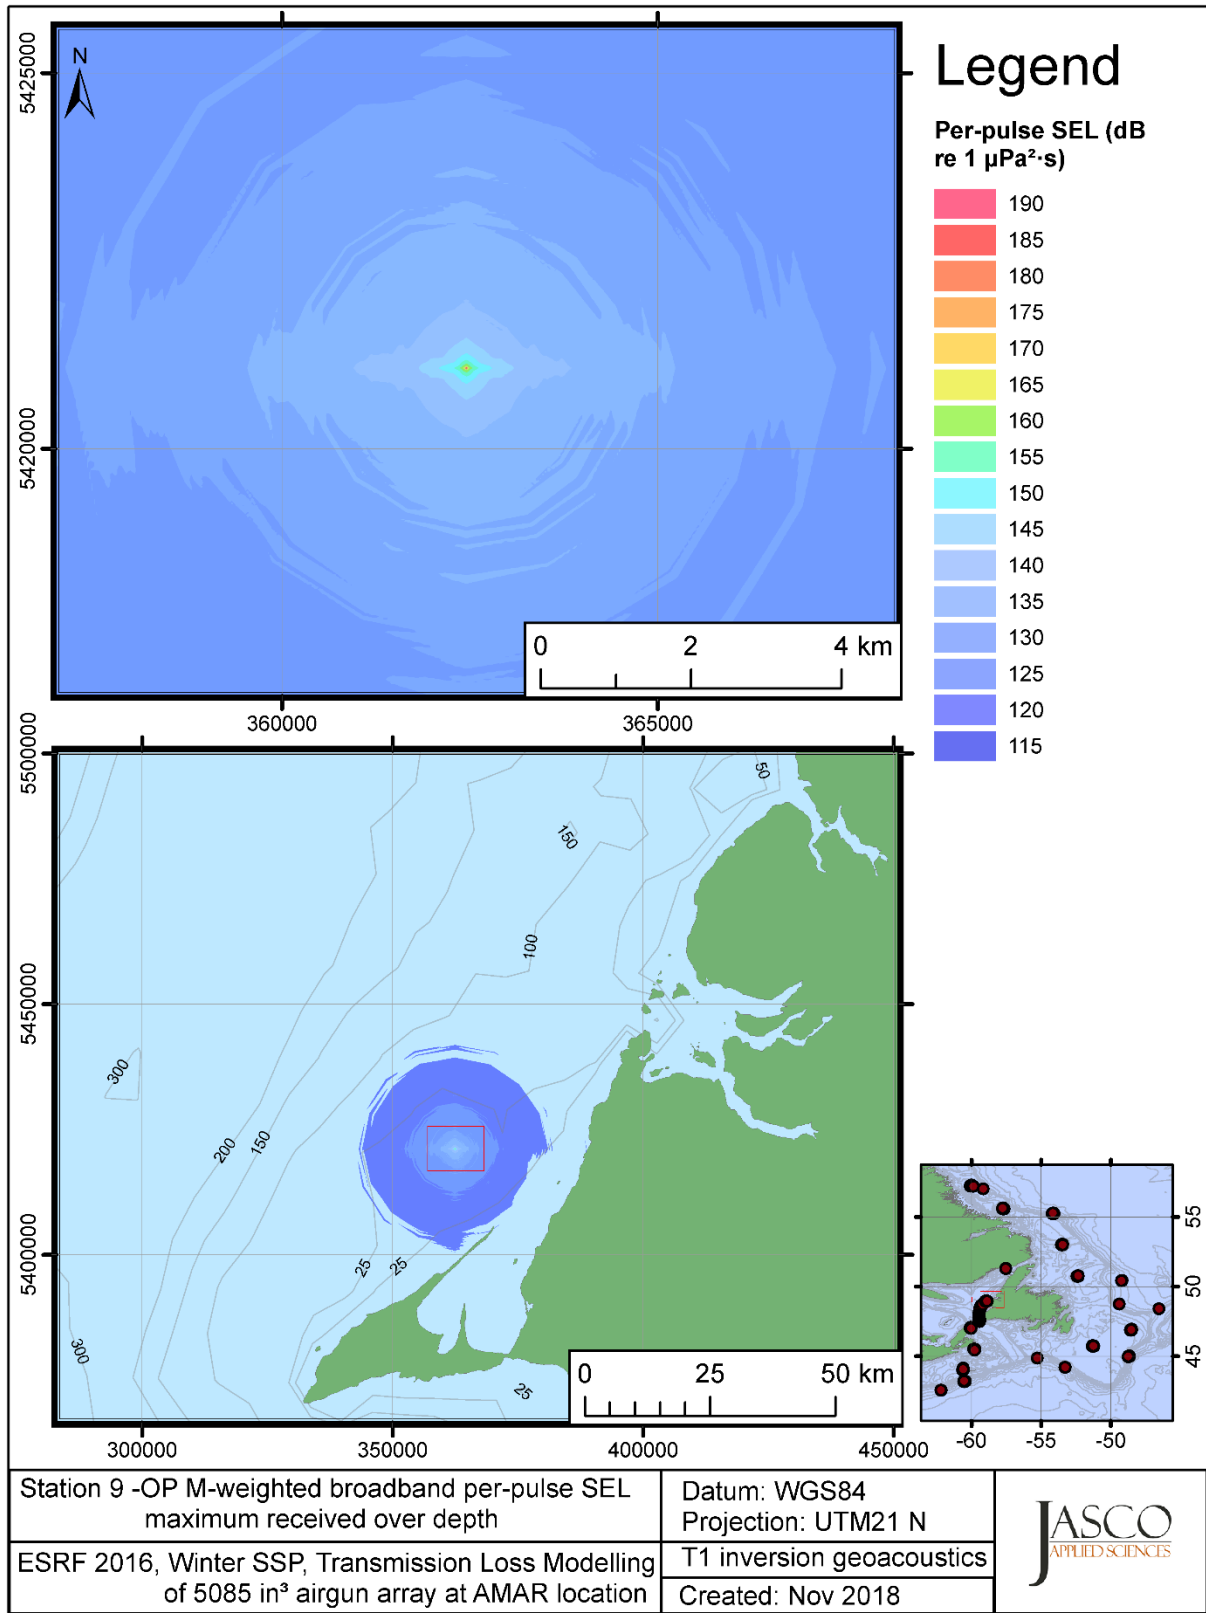 N
5425000
5420000
360000
365000
0
2
4 km
Legend
Per-pulse SEL (dB
re 1 µPa²·s)
190
185
180
175
170
165
160
155
150
145
140
135
130
125
120
115
5500000
5450000
5400000
300000
350000
400000
450000
50
150
100
300
200
150
25
25
300
25
0
25
50 km
55
50
45
-60
-55
-50
Station 9 -OP M-weighted broadband per-pulse SEL
maximum received over depth
ESRF 2016, Winter SSP, Transmission Loss Modelling
of 5085 in³ airgun array at AMAR location
Datum: WGS84
Projection: UTM21 N
T1 inversion geoacoustics
Created: Nov 2018
JASCO
APPLIED SCIENCES